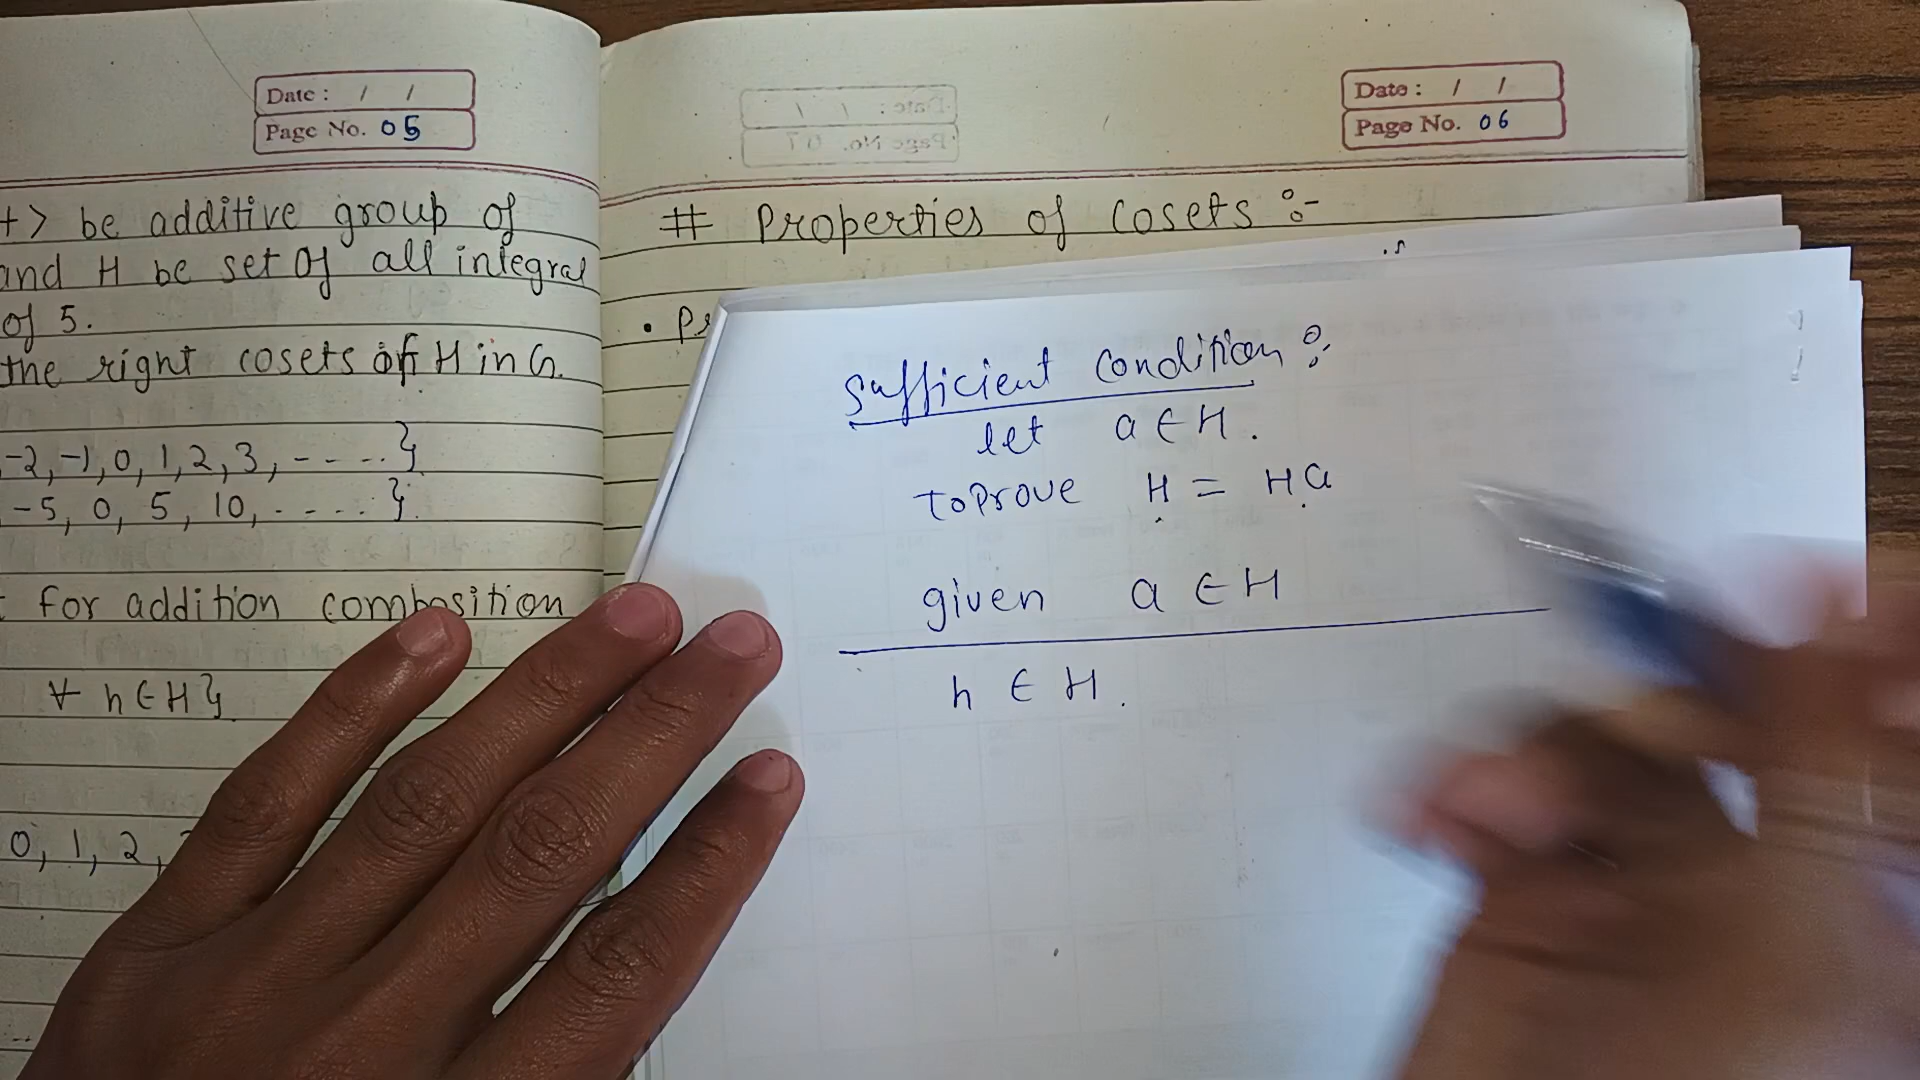 Date : / /
Page No. 05
+> be additive group of
and H be set of all integral
of 5.
the right cosets of H in G.
-2, -1, 0, 1, 2, 3, - - - . . }
-5, 0, 5, 10, - - - - . }.
for addition composition
∀ h ∈ H}.
0, 1, 2,
Date : / /
Page No. 06
# Properties of cosets :-
Sufficient condition :
let a ∈ H.
to prove H = Ha
given a ∈ H
h ∈ H.